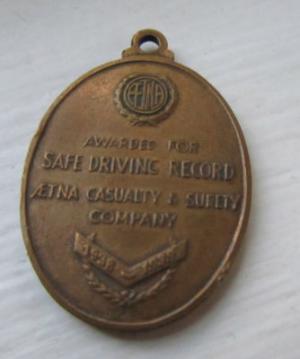 ÆTNA
AWARDED FOR
SAFE DRIVING RECORD
ÆTNA CASUALTY & SURETY
COMPANY